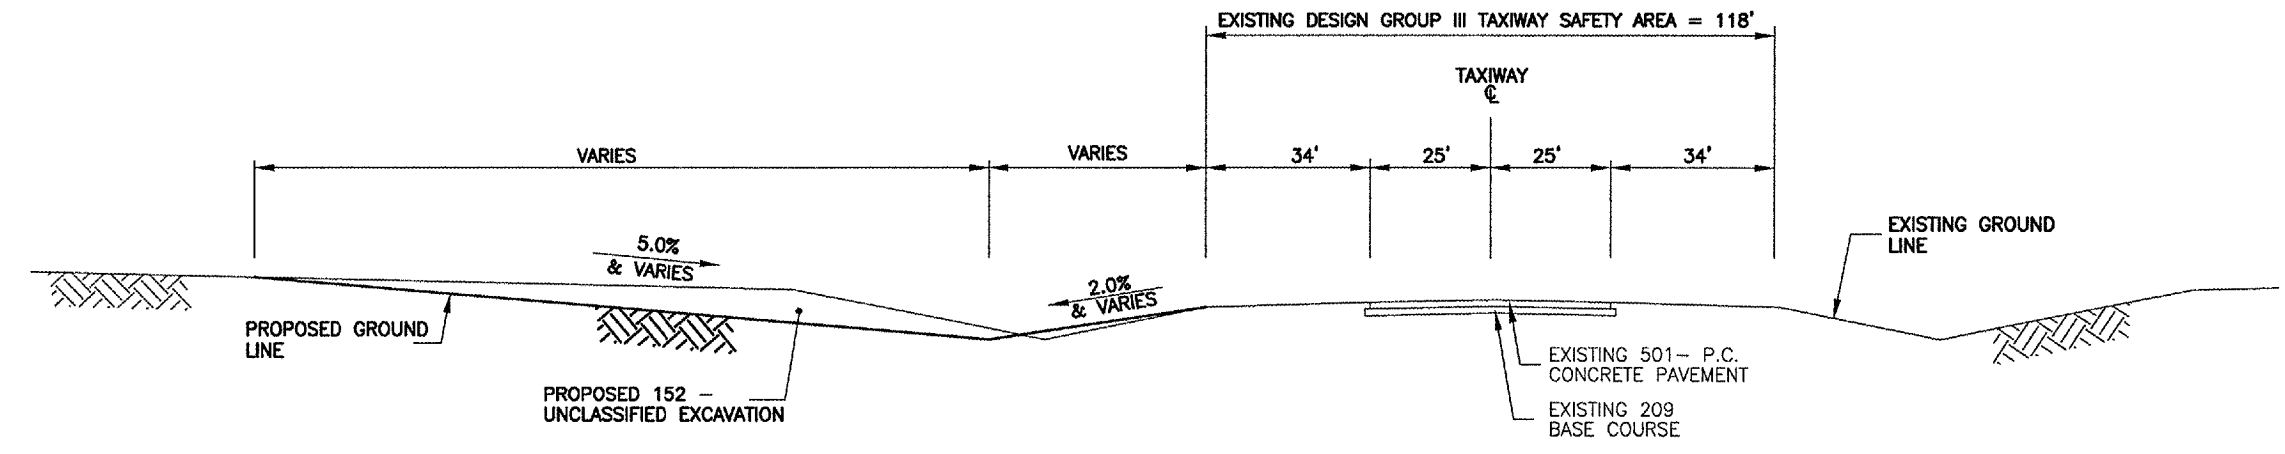 EXISTING DESIGN GROUP III TAXIWAY SAFETY AREA = 118'
TAXIWAY
℄
VARIES
VARIES
34'
25'
25'
34'
5.0%
& VARIES
2.0%
& VARIES
EXISTING GROUND
LINE
PROPOSED GROUND
LINE
PROPOSED 152 –
UNCLASSIFIED EXCAVATION
EXISTING 501– P.C.
CONCRETE PAVEMENT
EXISTING 209
BASE COURSE